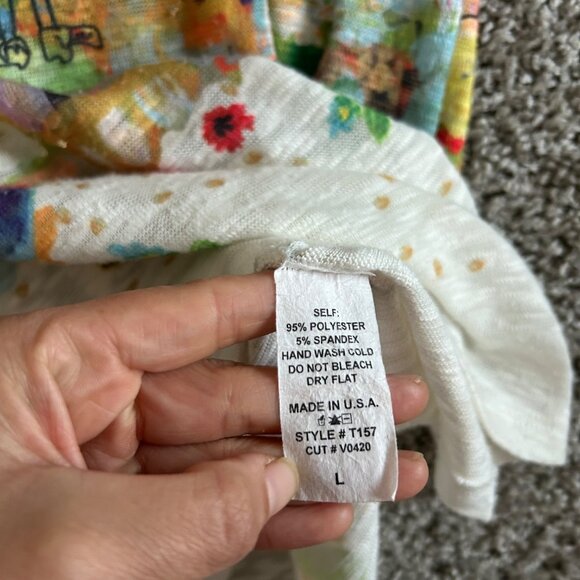 SELF:
95% POLYESTER
5% SPANDEX
HAND WASH COLD
DO NOT BLEACH
DRY FLAT
MADE IN U.S.A.
STYLE # T157
CUT # V0420
L